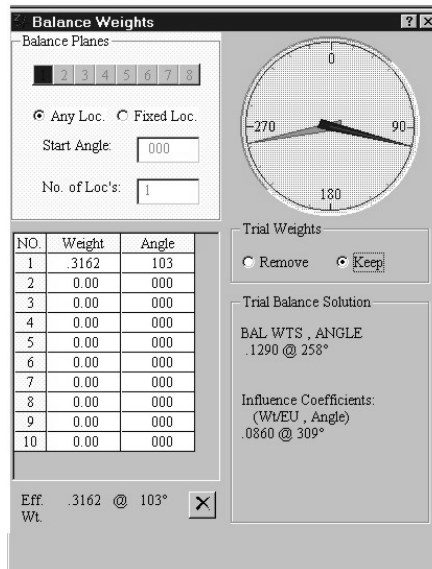 Balance Weights
Balance Planes
1 2 3 4 5 6 7 8
Any Loc. Fixed Loc.
Start Angle: 000
No. of Loc's: 1
0
270 90
180
NO. Weight Angle
1 .3162 103
2 0.00 000
3 0.00 000
4 0.00 000
5 0.00 000
6 0.00 000
7 0.00 000
8 0.00 000
9 0.00 000
10 0.00 000
Eff. Wt. .3162 @ 103°
Trial Weights
Remove Keep
Trial Balance Solution
BAL WTS , ANGLE
.1290 @ 258°
Influence Coefficients:
(Wt/EU , Angle)
.0860 @ 309°